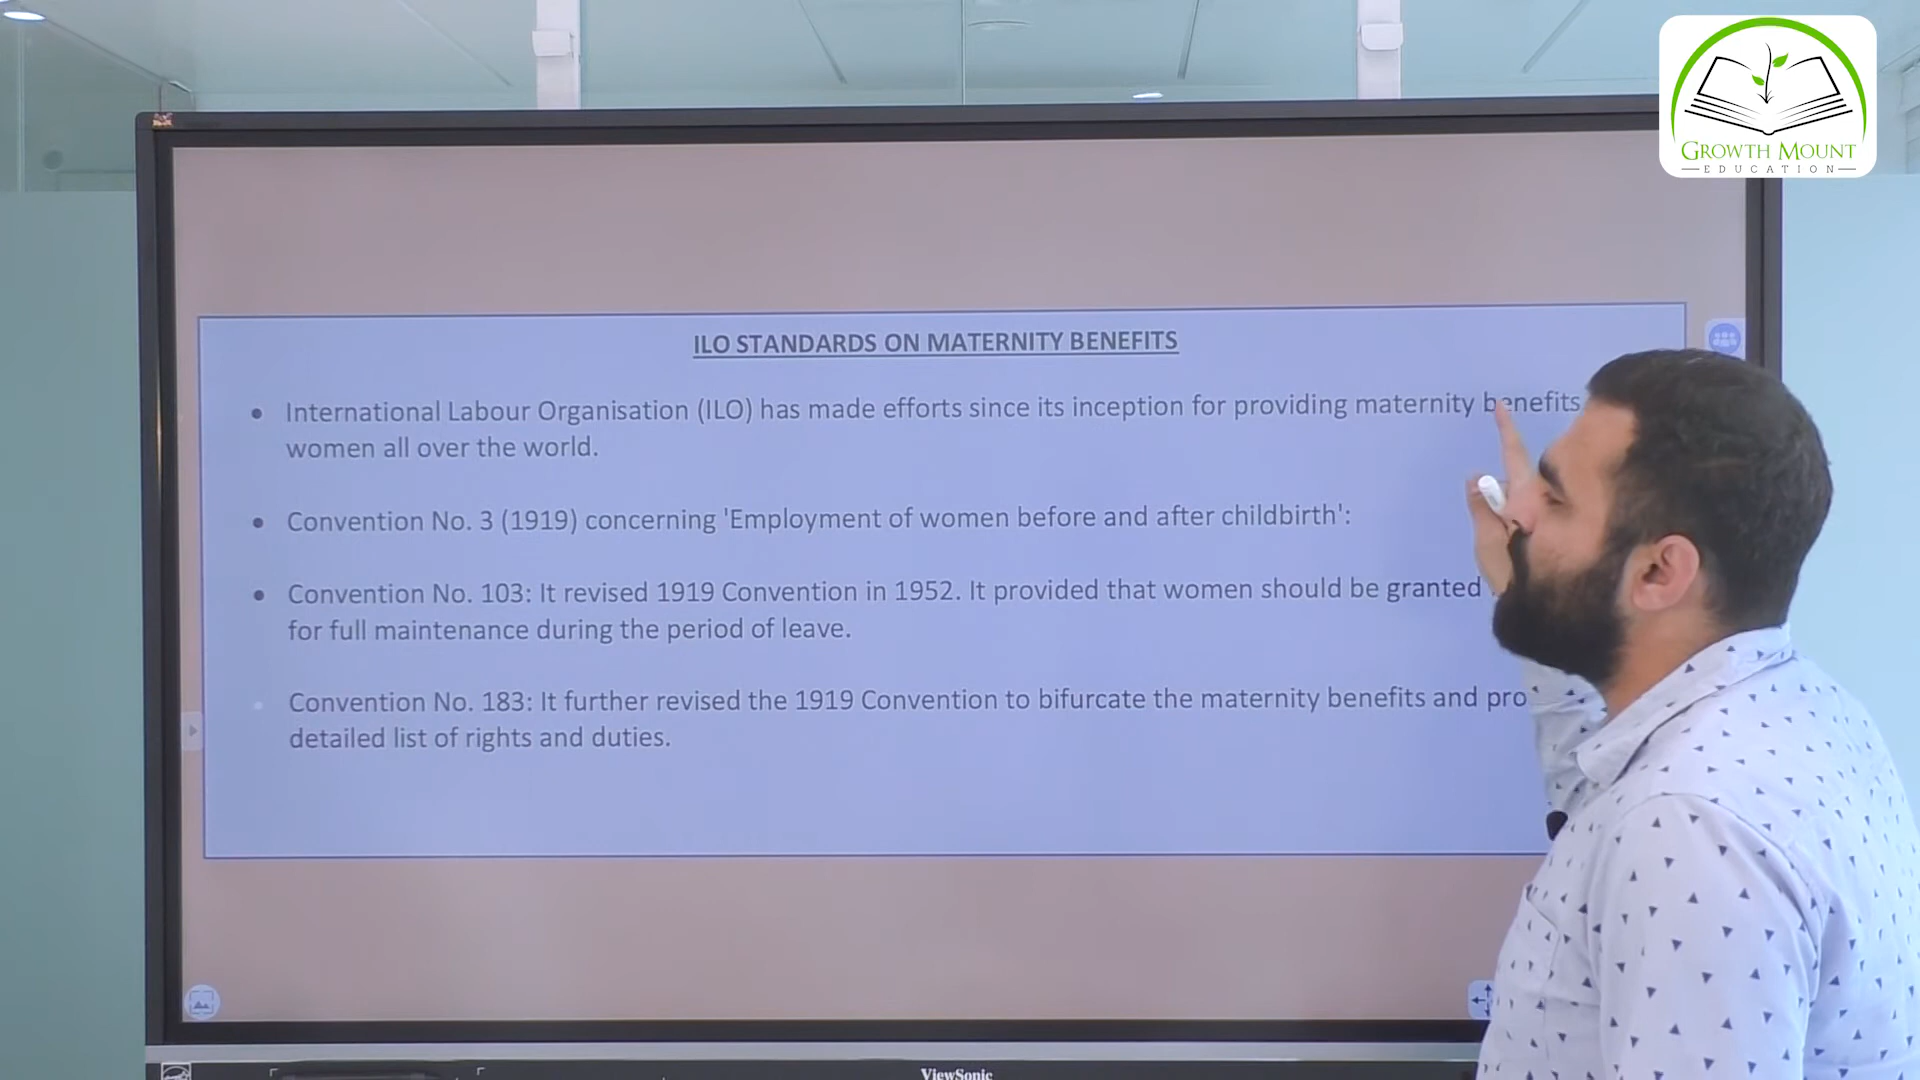 GROWTH MOUNT
EDUCATION
ILO STANDARDS ON MATERNITY BENEFITS
• International Labour Organisation (ILO) has made efforts since its inception for providing maternity benefits
women all over the world.
• Convention No. 3 (1919) concerning 'Employment of women before and after childbirth':
• Convention No. 103: It revised 1919 Convention in 1952. It provided that women should be granted
for full maintenance during the period of leave.
• Convention No. 183: It further revised the 1919 Convention to bifurcate the maternity benefits and pro
detailed list of rights and duties.
ViewSonic